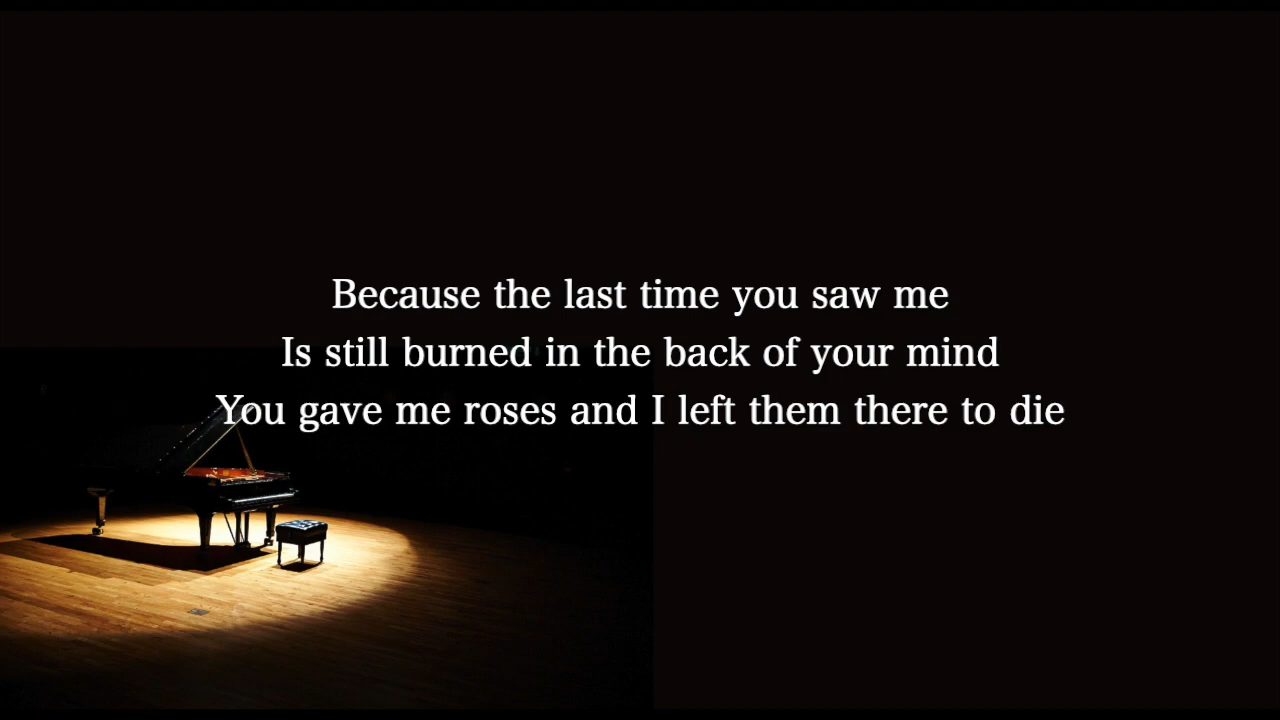 Because the last time you saw me
Is still burned in the back of your mind
You gave me roses and I left them there to die